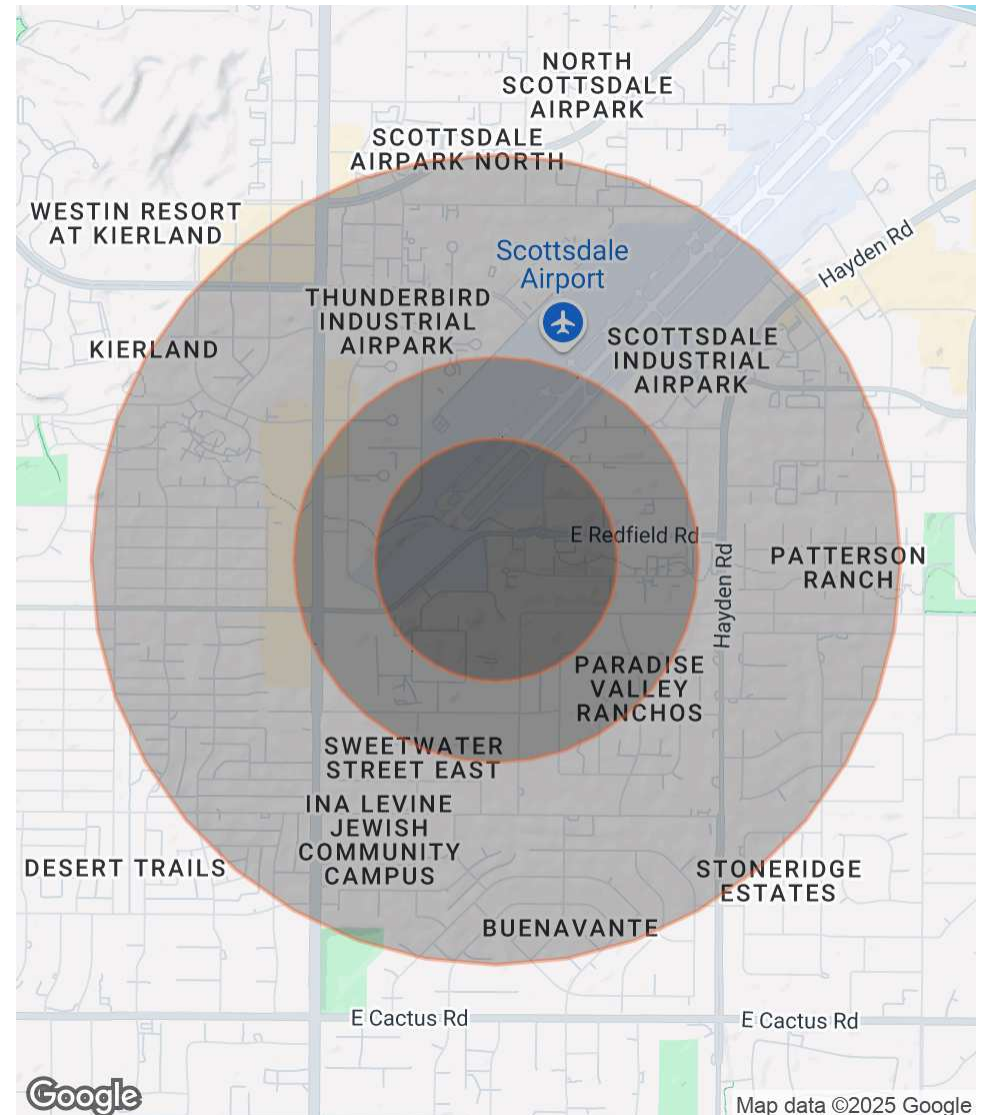 NORTH
SCOTTSDALE
AIRPARK
SCOTTSDALE
AIRPARK NORTH
WESTIN RESORT
AT KIERLAND
Hayden Rd
Scottsdale
Airport
THUNDERBIRD
INDUSTRIAL
AIRPARK
SCOTTSDALE
INDUSTRIAL
AIRPARK
KIERLAND
E Redfield Rd
PATTERSON
RANCH
Hayden Rd
PARADISE
VALLEY
RANCHOS
SWEETWATER
STREET EAST
INA LEVINE
JEWISH
COMMUNITY
CAMPUS
DESERT TRAILS
STONERIDGE
ESTATES
BUENAVANTE
E Cactus Rd
E Cactus Rd
Google
Map data ©2025 Google